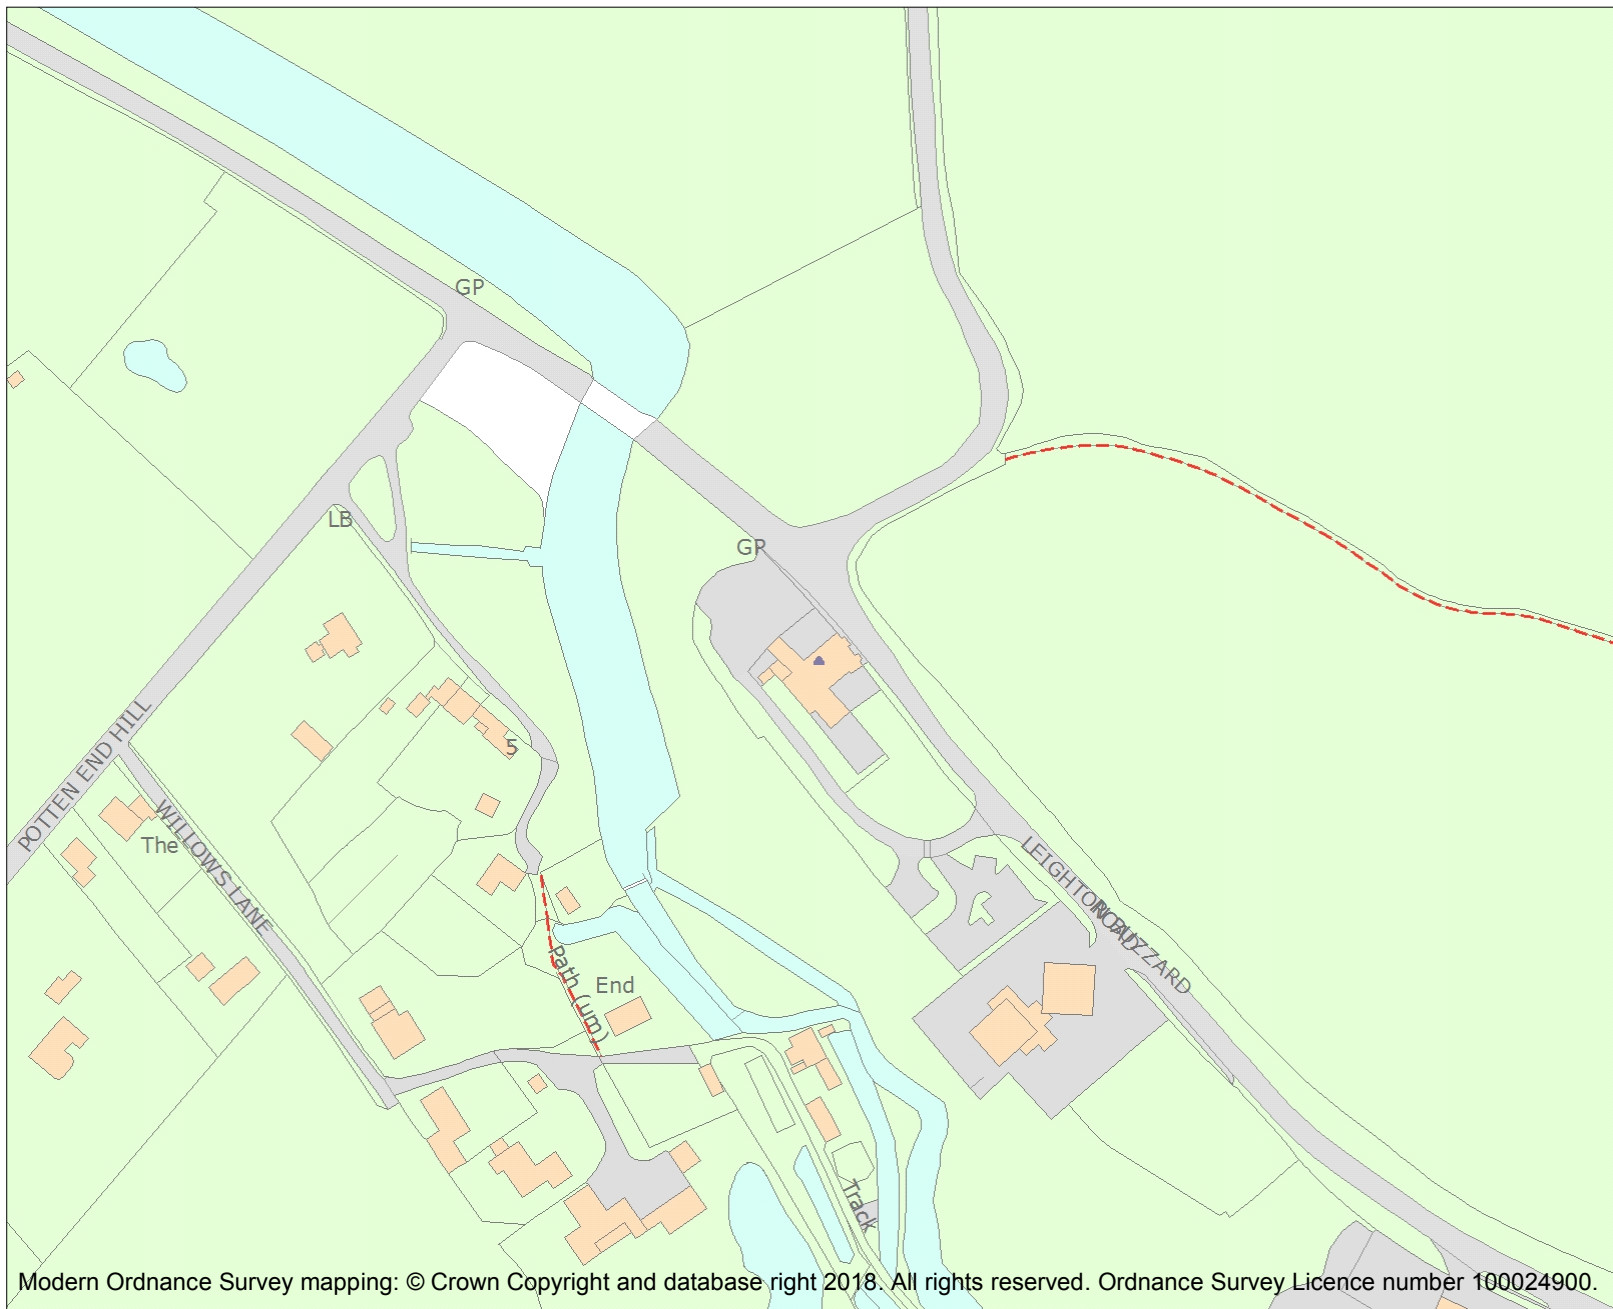 GP
LB
GP
5
POTTEN END HILL
The
WILLOWS LANE
LEIGHTON BUZZARD
ROAD
Path (um)
End
Track
Modern Ordnance Survey mapping: © Crown Copyright and database right 2018. All rights reserved. Ordnance Survey Licence number 100024900.